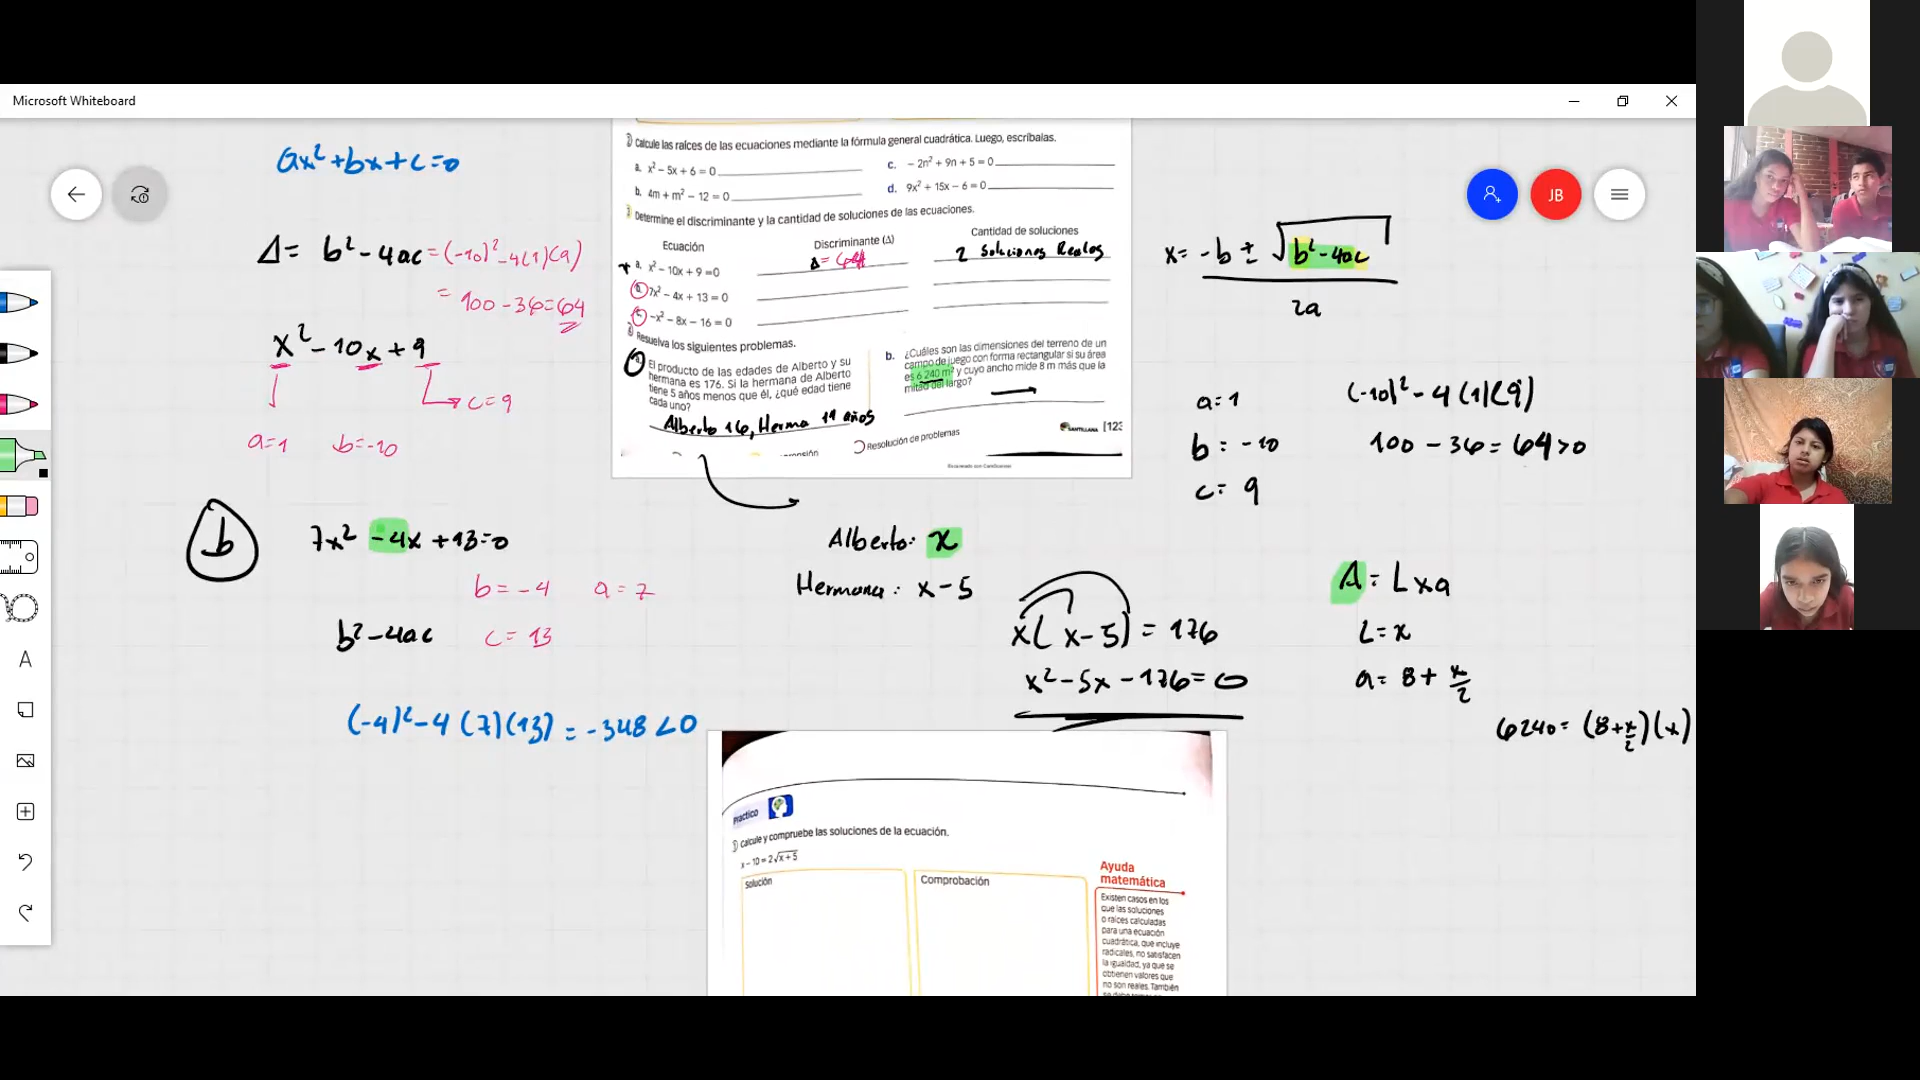 Microsoft Whiteboard
ax² + bx + c = 0
Δ = b² - 4ac = (-10)² - 4(1)(9)
= 100 - 36 = 64
x² - 10x + 9
c = 9
a = 1 b = -10
Calcule las raíces de las ecuaciones mediante la fórmula general cuadrática. Luego, escríbalas.
a. x² – 5x + 6 = 0
c. – 2n² + 9n + 5 = 0
b. 4m + m² – 12 = 0
d. 9x² + 15x – 6 = 0
Determine el discriminante y la cantidad de soluciones de las ecuaciones.
Ecuación Discriminante (Δ) Cantidad de soluciones
a. x² – 10x + 9 = 0 Δ = 64 2 Soluciones Reales
7x² – 4x + 13 = 0
–x² – 8x – 16 = 0
Resuelva los siguientes problemas.
El producto de las edades de Alberto y su
hermana es 176. Si la hermana de Alberto
tiene 5 años menos que él, ¿qué edad tiene
cada uno?
Alberto 16, Herma 11 años
b. ¿Cuáles son las dimensiones del terreno de un
campo de juego con forma rectangular si su área
es 6 240 m² y cuyo ancho mide 8 m más que la
mitad del largo?
SANTILLANA 123
Resolución de problemas
Escaneado con CamScanner
x = -b ± √b² - 4ac
2a
JB
a = 1
b = -10
c = 9
(-10)² - 4(1)(9)
100 - 36 = 64 > 0
b
7x² - 4x + 13 = 0
b = -4 a = 7
b² - 4ac c = 13
(-4)² - 4(7)(13) = -348 < 0
Alberto: x
Hermana: x - 5
x(x - 5) = 176
x² - 5x - 176 = 0
A = L x a
L = x
a = 8 + x/2
6240 = (8 + x/2)(x)
Practico
Calcule y compruebe las soluciones de la ecuación.
x – 10 = 2√x + 5
Solución
Comprobación
Ayuda
matemática
Existen casos en los
que las soluciones
o raíces calculadas
para una ecuación
cuadrática, que incluye
radicales, no satisfacen
la igualdad, ya que se
obtienen valores que
no son reales. También
A